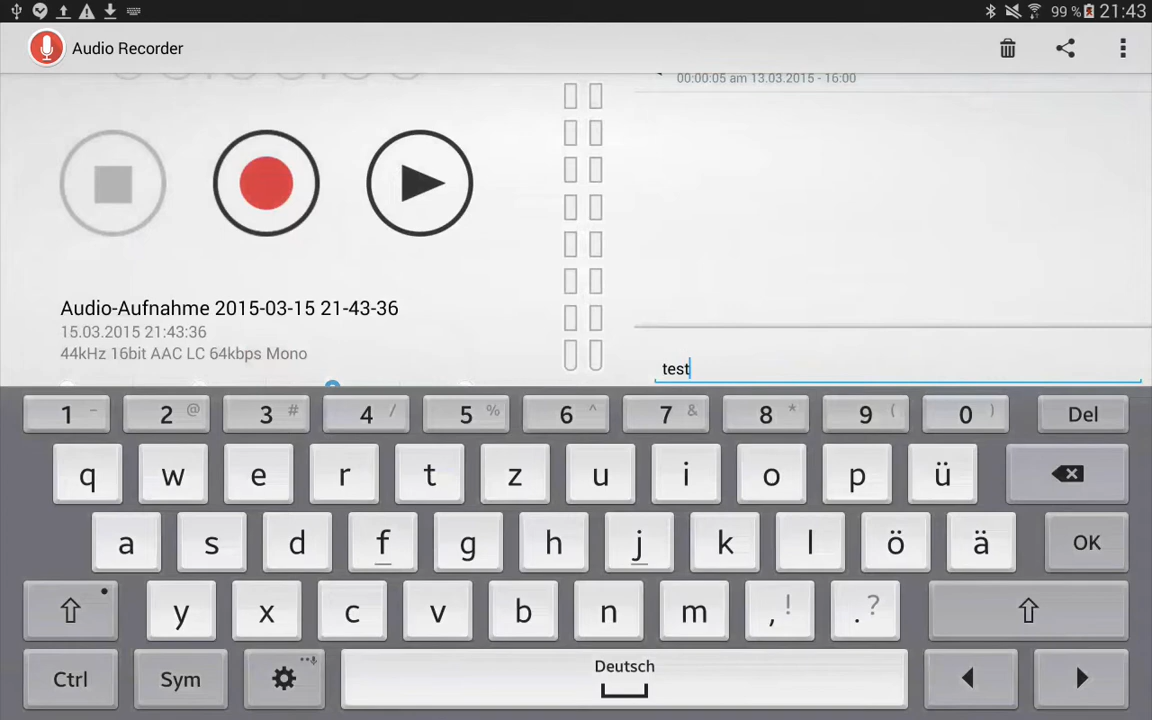 99 % 21:43
Audio Recorder
00:00:05 am 13.03.2015 - 16:00
Audio-Aufnahme 2015-03-15 21-43-36
15.03.2015 21:43:36
44kHz 16bit AAC LC 64kbps Mono
test
1 - 2 @ 3 # 4 / 5 % 6 ^ 7 & 8 * 9 ( 0 ) Del
q w e r t z u i o p ü
a s d f g h j k l ö ä OK
y x c v b n m , ! . ?
Ctrl Sym Deutsch